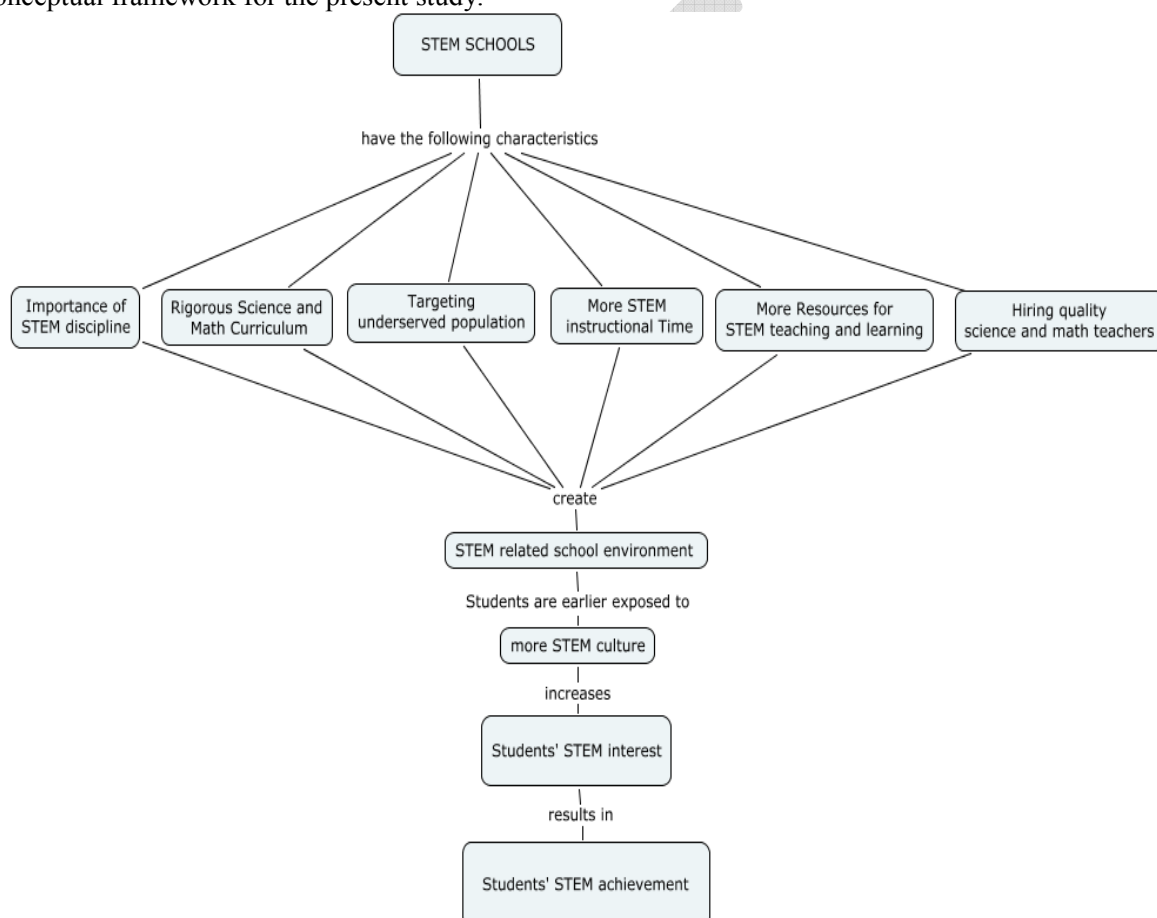 onceptual framework for the present study.
STEM SCHOOLS
have the following characteristics
Importance of
STEM discipline
Rigorous Science and
Math Curriculum
Targeting
underserved population
More STEM
instructional Time
More Resources for
STEM teaching and learning
Hiring quality
science and math teachers
create
STEM related school environment
Students are earlier exposed to
more STEM culture
increases
Students' STEM interest
results in
Students' STEM achievement